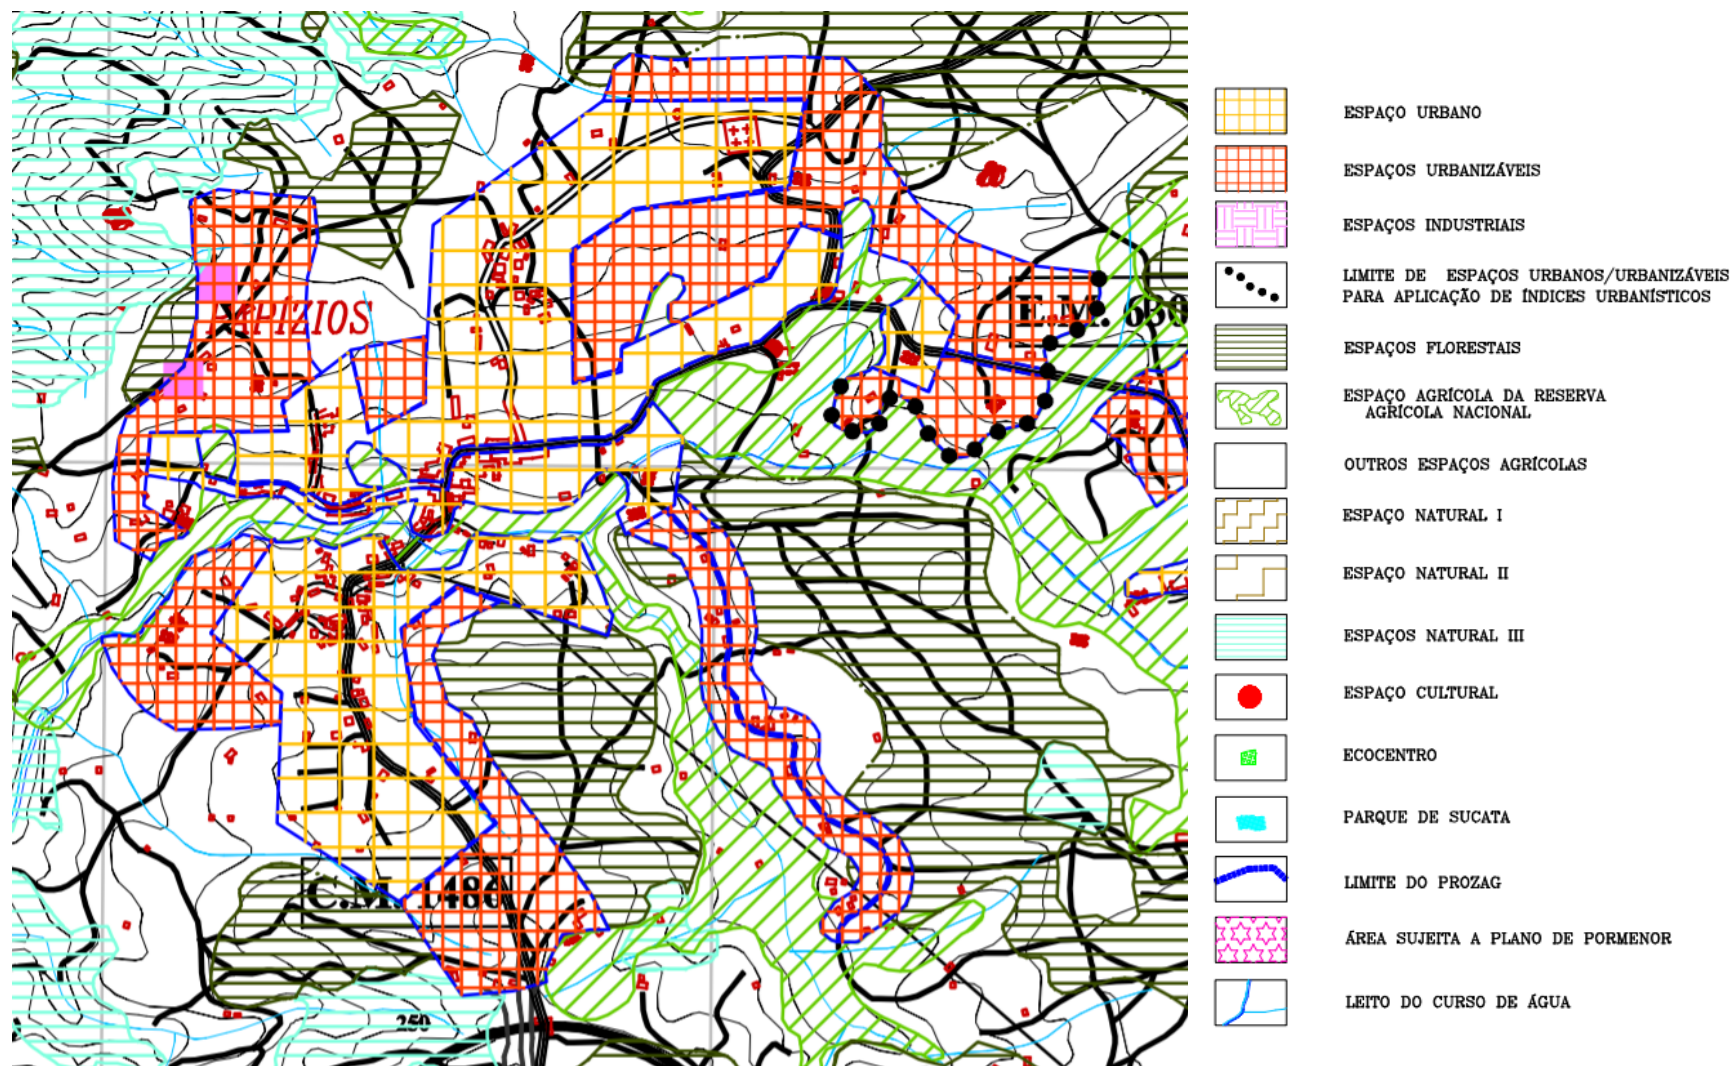 E.M. 6
C.M. 1480
250
ESPAÇO URBANO
ESPAÇOS URBANIZÁVEIS
ESPAÇOS INDUSTRIAIS
LIMITE DE ESPAÇOS URBANOS/URBANIZÁVEIS
PARA APLICAÇÃO DE ÍNDICES URBANÍSTICOS
ESPAÇOS FLORESTAIS
ESPAÇO AGRÍCOLA DA RESERVA
AGRÍCOLA NACIONAL
OUTROS ESPAÇOS AGRÍCOLAS
ESPAÇO NATURAL I
ESPAÇO NATURAL II
ESPAÇOS NATURAL III
ESPAÇO CULTURAL
ECOCENTRO
PARQUE DE SUCATA
LIMITE DO PROZAG
ÁREA SUJEITA A PLANO DE PORMENOR
LEITO DO CURSO DE ÁGUA